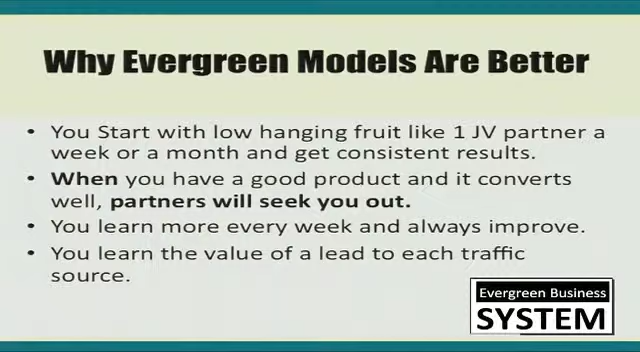 Why Evergreen Models Are Better
• You Start with low hanging fruit like 1 JV partner a
week or a month and get consistent results.
• When you have a good product and it converts
well, partners will seek you out.
• You learn more every week and always improve.
• You learn the value of a lead to each traffic
source.
Evergreen Business
SYSTEM